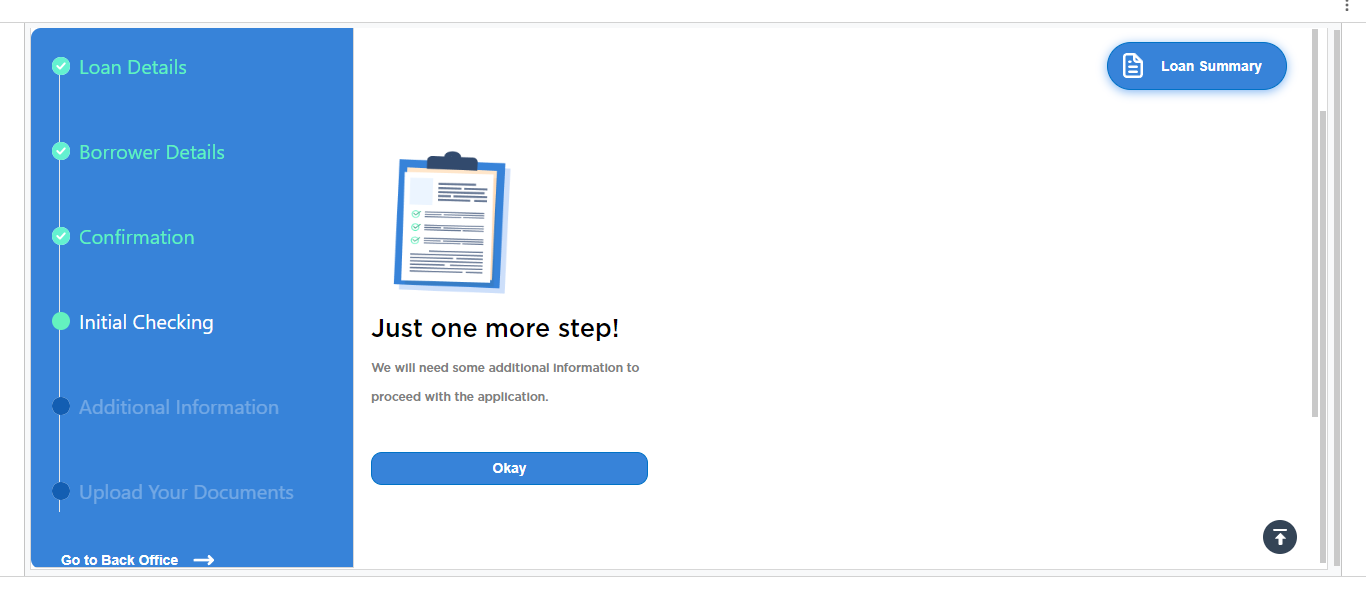 Loan Details
Borrower Details
Confirmation
Initial Checking
Additional Information
Upload Your Documents
Go to Back Office
Loan Summary
Just one more step!
We will need some additional information to
proceed with the application.
Okay